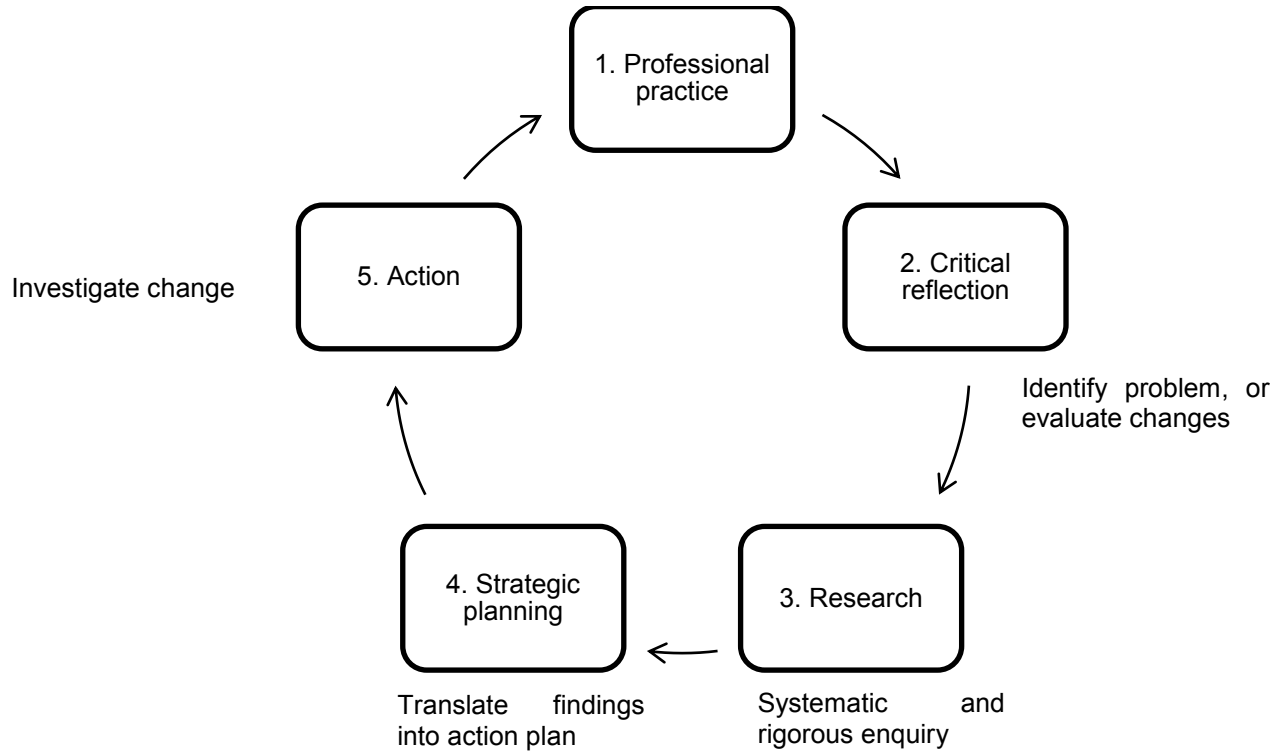 1. Professional
practice
2. Critical
reflection
Identify problem, or
evaluate changes
3. Research
Systematic and
rigorous enquiry
4. Strategic
planning
Translate findings
into action plan
5. Action
Investigate change